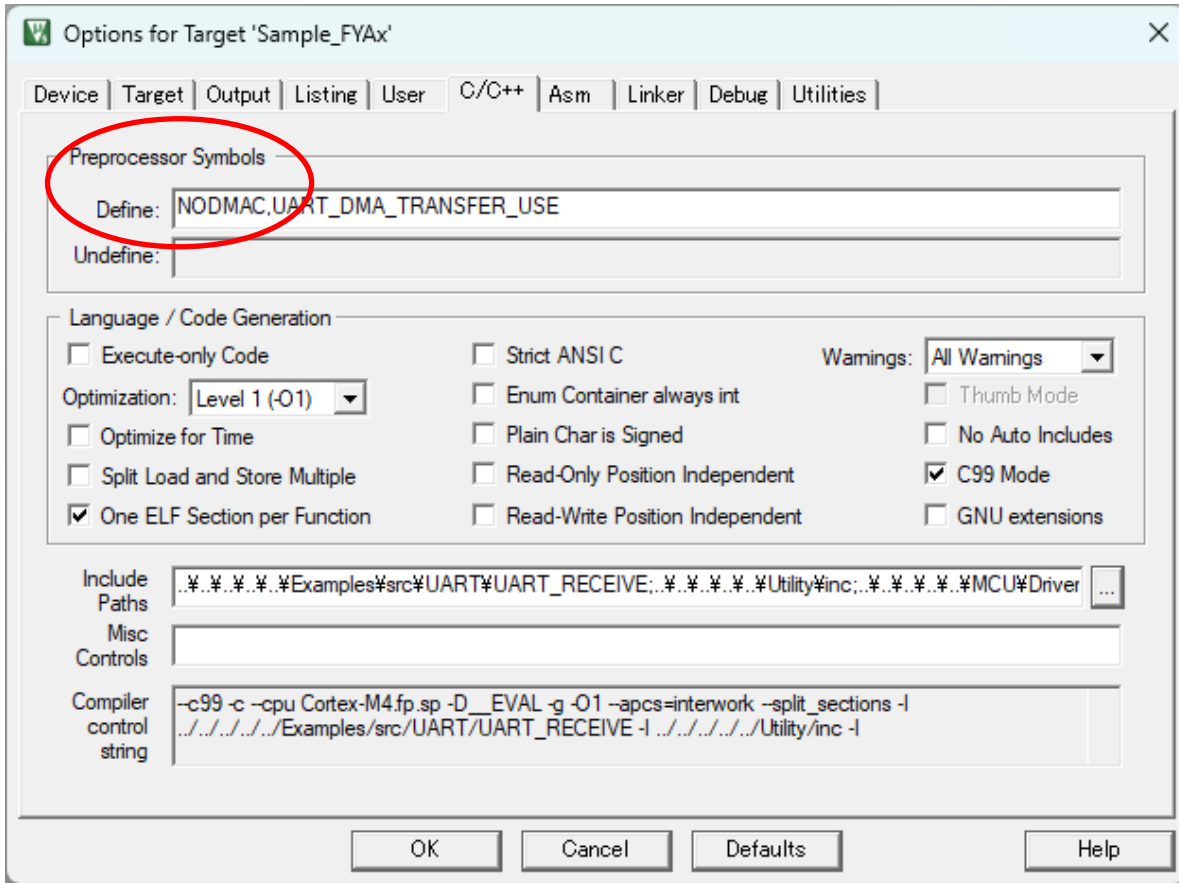 Options for Target 'Sample_FYAx'
Device Target Output Listing User C/C++ Asm Linker Debug Utilities
Preprocessor Symbols
Define: NODMAC,UART_DMA_TRANSFER_USE
Undefine:
Language / Code Generation
Execute-only Code Strict ANSI C Warnings: All Warnings
Optimization: Level 1 (-O1) Enum Container always int Thumb Mode
Optimize for Time Plain Char is Signed No Auto Includes
Split Load and Store Multiple Read-Only Position Independent C99 Mode
One ELF Section per Function Read-Write Position Independent GNU extensions
Include Paths ..¥..¥..¥..¥..¥Examples¥src¥UART¥UART_RECEIVE;..¥..¥..¥..¥..¥Utility¥inc;..¥..¥..¥..¥..¥MCU¥Driver ...
Misc Controls
Compiler control string --c99 -c --cpu Cortex-M4.fp.sp -D__EVAL -g -O1 --apcs=interwork --split_sections -I
../../../../../Examples/src/UART/UART_RECEIVE -I ../../../../../Utility/inc -I
OK Cancel Defaults Help